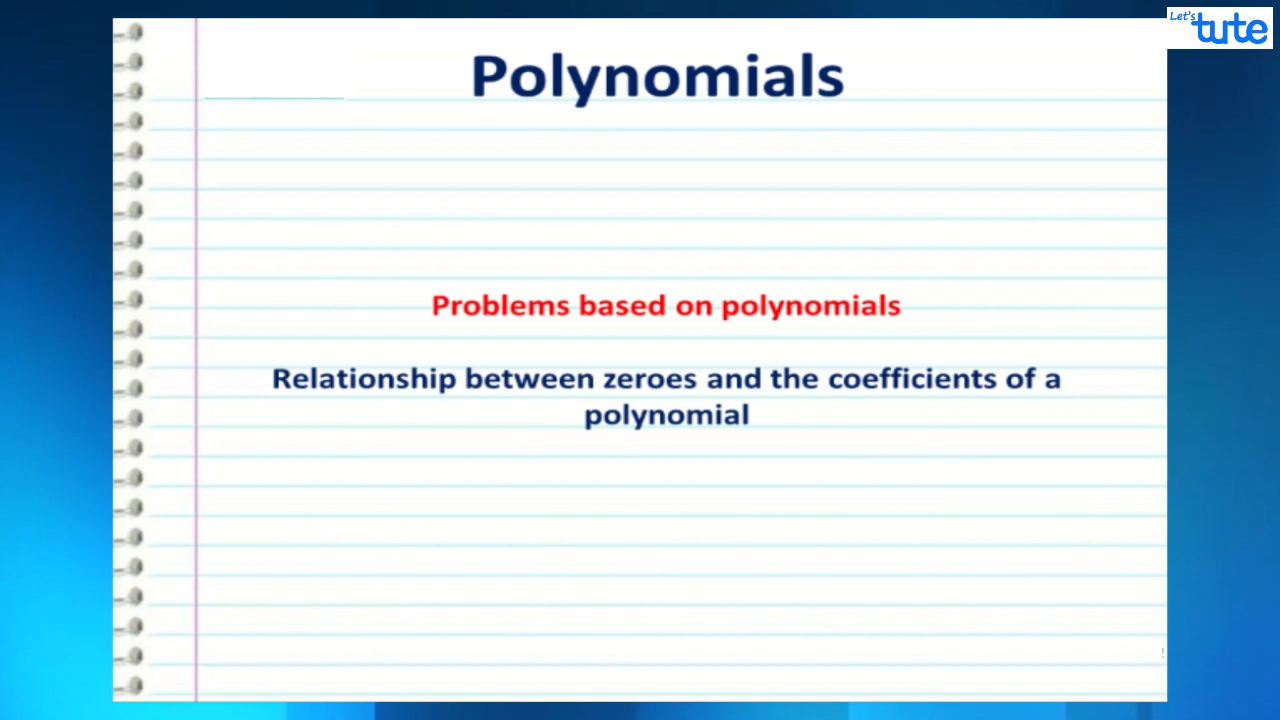 Let's
tute
Polynomials
Problems based on polynomials
Relationship between zeroes and the coefficients of a
polynomial
!